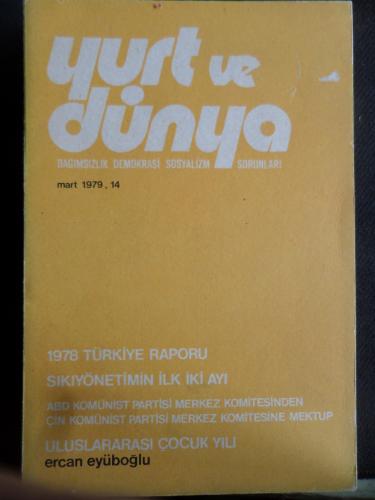 yurt ve
dünya
BAĞIMSIZLIK DEMOKRASİ SOSYALİZM SORUNLARI
mart 1979, 14
1978 TÜRKİYE RAPORU
SIKIYÖNETİMİN İLK İKİ AYI
ABD KOMÜNİST PARTİSİ MERKEZ KOMİTESİNDEN
ÇİN KOMÜNİST PARTİSİ MERKEZ KOMİTESİNE MEKTUP
ULUSLARARASI ÇOCUK YILI
ercan eyüboğlu